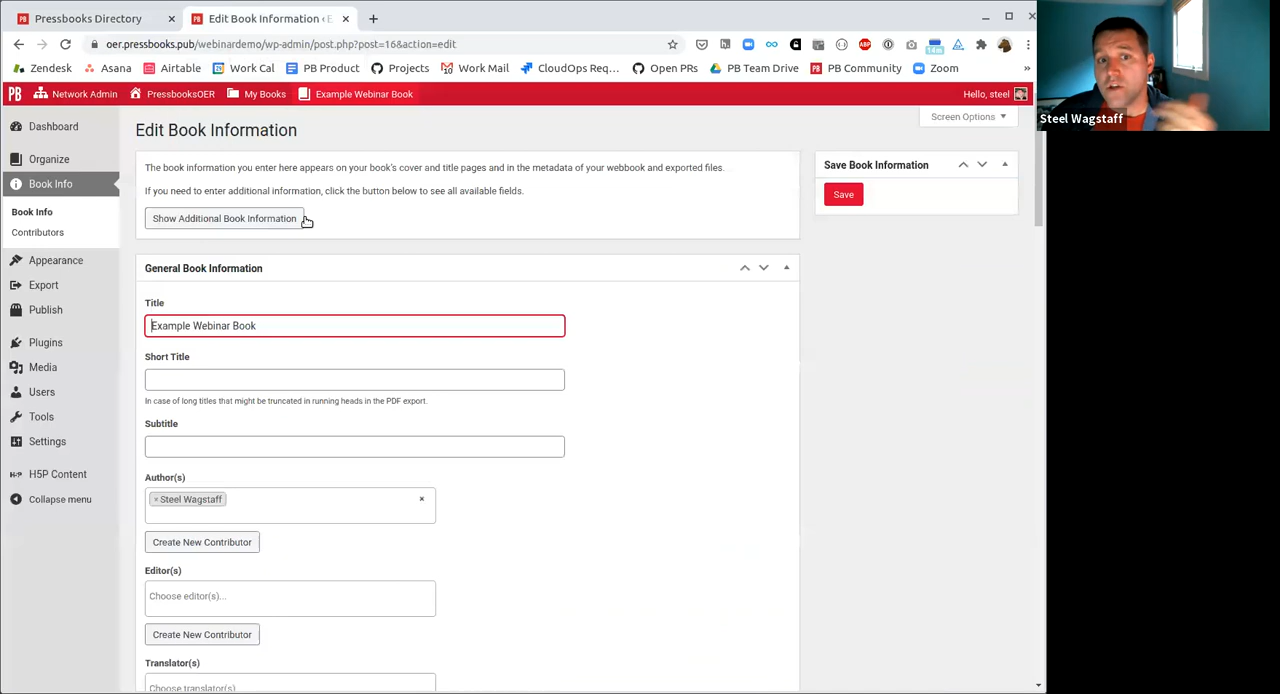 Pressbooks Directory
Edit Book Information ‹ E
oer.pressbooks.pub/webinardemo/wp-admin/post.php?post=16&action=edit
Zendesk Asana Airtable Work Cal PB Product Projects Work Mail CloudOps Req... Open PRs PB Team Drive PB Community Zoom »
PB Network Admin PressbooksOER My Books Example Webinar Book Hello, steel
Steel Wagstaff
Dashboard
Organize
Book Info
Book Info
Contributors
Appearance
Export
Publish
Plugins
Media
Users
Tools
Settings
H5P Content
Collapse menu
Screen Options
Edit Book Information
The book information you enter here appears on your book's cover and title pages and in the metadata of your webbook and exported files.
If you need to enter additional information, click the button below to see all available fields.
Show Additional Book Information
Save Book Information
Save
General Book Information
Title
Example Webinar Book
Short Title
In case of long titles that might be truncated in running heads in the PDF export.
Subtitle
Author(s)
× Steel Wagstaff ×
Create New Contributor
Editor(s)
Choose editor(s)...
Create New Contributor
Translator(s)
Choose translator(s)